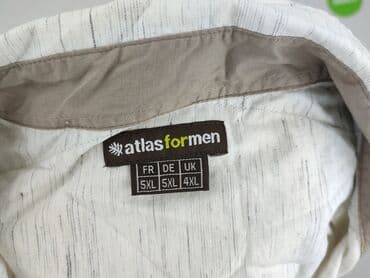 atlasformen
FR DE UK
5XL 5XL 4XL